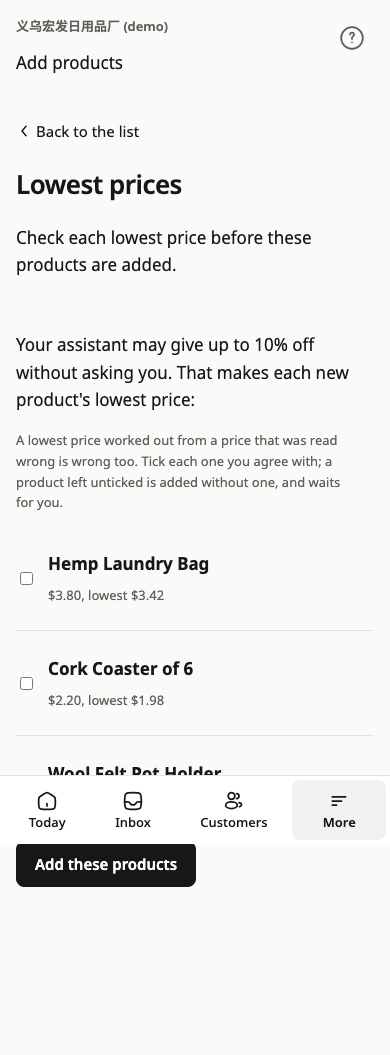 义乌宏发日用品厂 (demo)
Add products
Back to the list
Lowest prices
Check each lowest price before these
products are added.
Your assistant may give up to 10% off
without asking you. That makes each new
product's lowest price:
A lowest price worked out from a price that was read
wrong is wrong too. Tick each one you agree with; a
product left unticked is added without one, and waits
for you.
Hemp Laundry Bag
$3.80, lowest $3.42
Cork Coaster of 6
$2.20, lowest $1.98
Wool Felt Pot Holder
Today
Inbox
Customers
More
Add these products